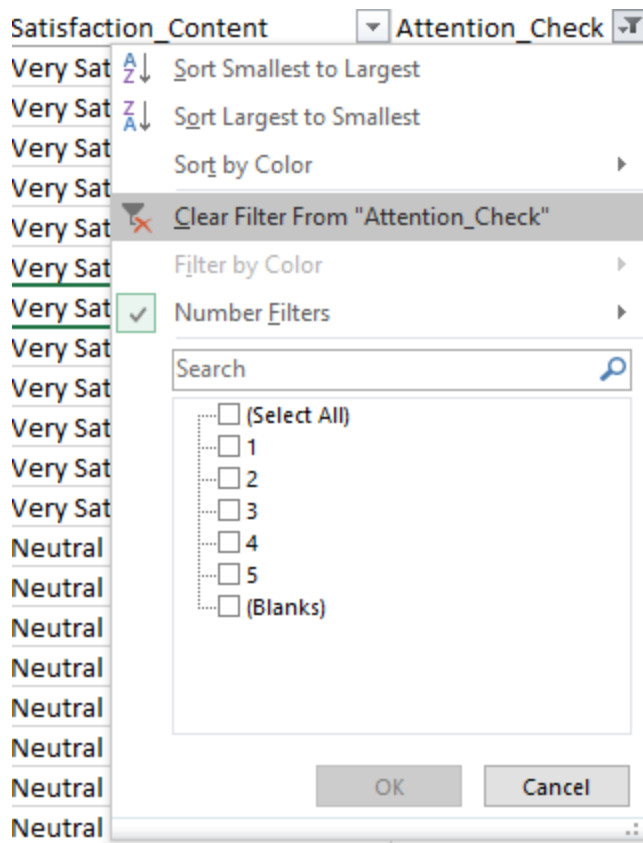 Satisfaction_Content Attention_Check
Very Sat
Very Sat
Very Sat
Very Sat
Very Sat
Very Sat
Very Sat
Very Sat
Very Sat
Very Sat
Very Sat
Very Sat
Neutral
Neutral
Neutral
Neutral
Neutral
Neutral
Neutral
Neutral
Sort Smallest to Largest
Sort Largest to Smallest
Sort by Color
Clear Filter From "Attention_Check"
Filter by Color
Number Filters
Search
(Select All)
1
2
3
4
5
(Blanks)
OK Cancel